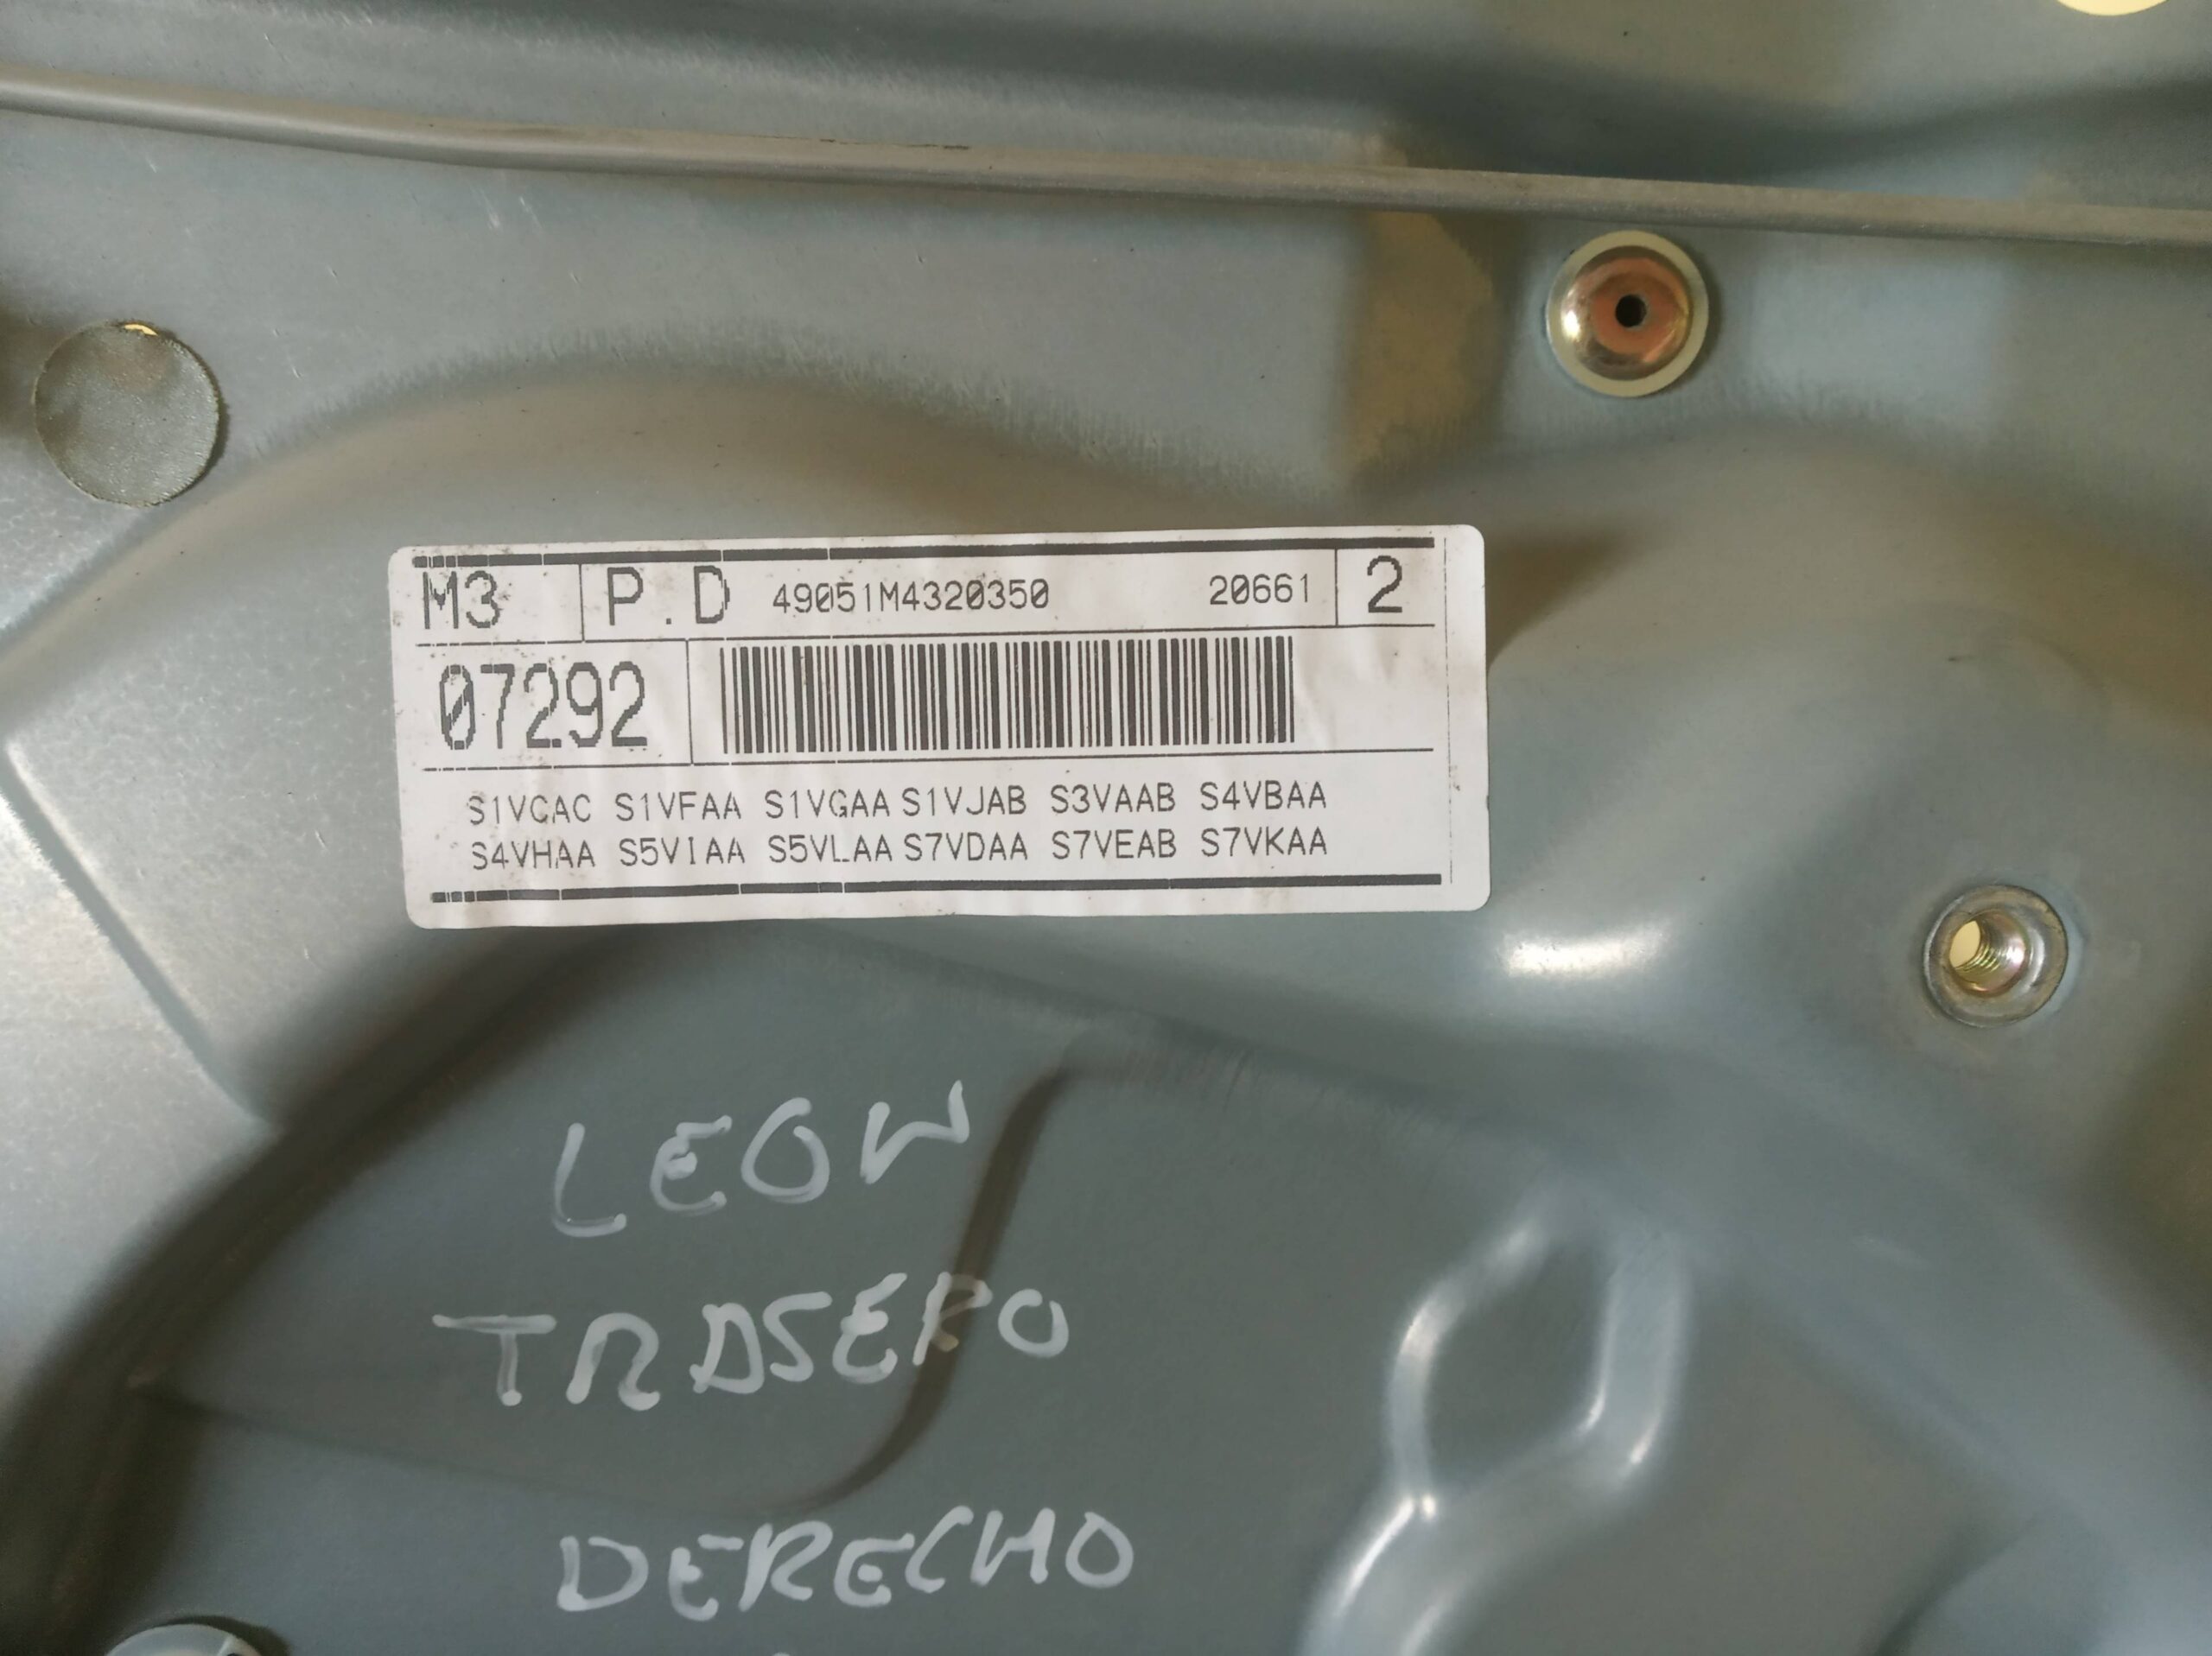 M3 P.D 49051M4320350 20661 2
07292
S1VCAC S1VFAA S1VGAA S1VJAB S3VAAB S4VBAA
S4VHAA S5VIAA S5VLAA S7VDAA S7VEAB S7VKAA
LEON
TRASERO
DERECHO